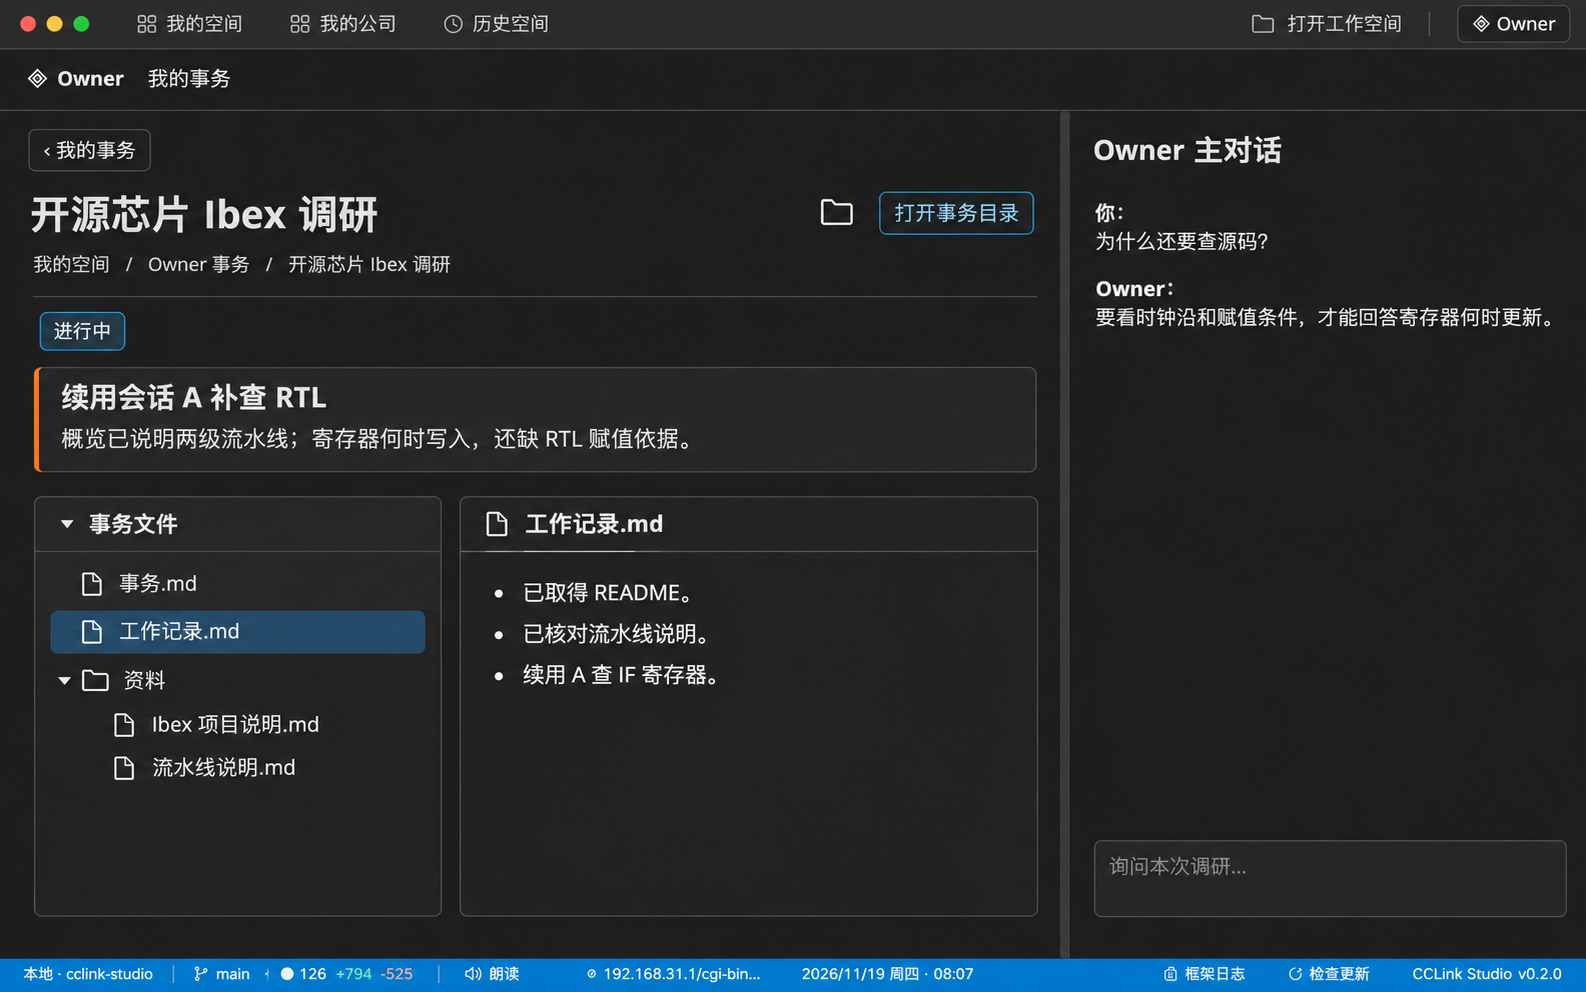 我的空间
我的公司
历史空间
打开工作空间
Owner
Owner 我的事务
‹ 我的事务
开源芯片 Ibex 调研
打开事务目录
我的空间 / Owner 事务 / 开源芯片 Ibex 调研
进行中
续用会话 A 补查 RTL
概览已说明两级流水线；寄存器何时写入，还缺 RTL 赋值依据。
事务文件
事务.md
工作记录.md
资料
Ibex 项目说明.md
流水线说明.md
工作记录.md
• 已取得 README。
• 已核对流水线说明。
• 续用 A 查 IF 寄存器。
Owner 主对话
你：
为什么还要查源码？
Owner：
要看时钟沿和赋值条件，才能回答寄存器何时更新。
询问本次调研...
本地 · cclink-studio
main
126 +794 -525
朗读
192.168.31.1/cgi-bin...
2026/11/19 周四 · 08:07
框架日志
检查更新
CCLink Studio v0.2.0